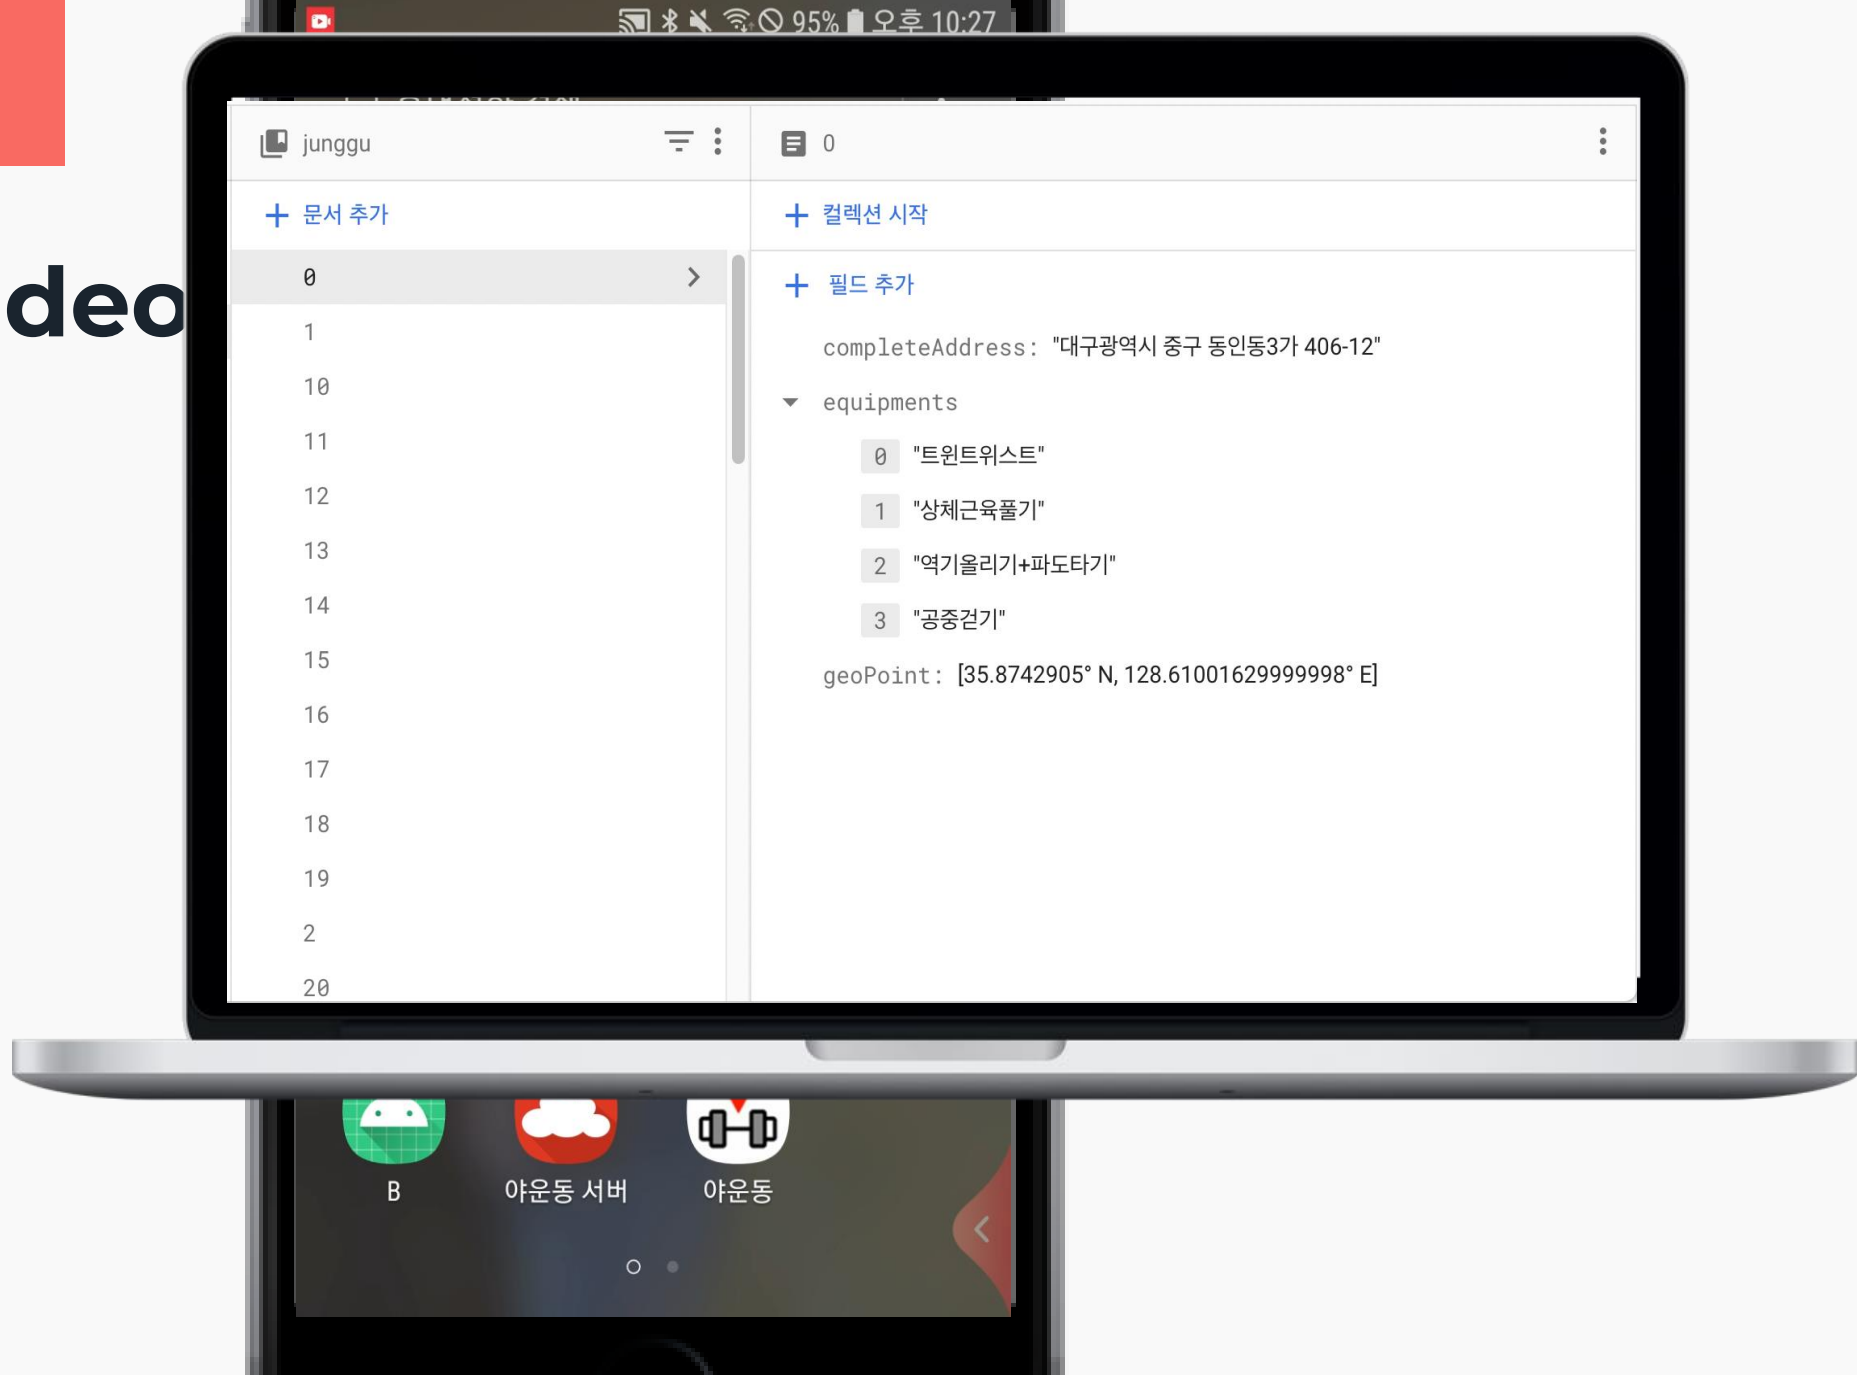 95% 오후 10:27
junggu
0
문서 추가
컬렉션 시작
deo
0
필드 추가
1
completeAddress: "대구광역시 중구 동인동3가 406-12"
10
equipments
11
0 "트윈트위스트"
12
1 "상체근육풀기"
13
2 "역기올리기+파도타기"
14
3 "공중걷기"
15
geoPoint: [35.8742905° N, 128.61001629999998° E]
16
17
18
19
2
20
B
야운동 서버
야운동